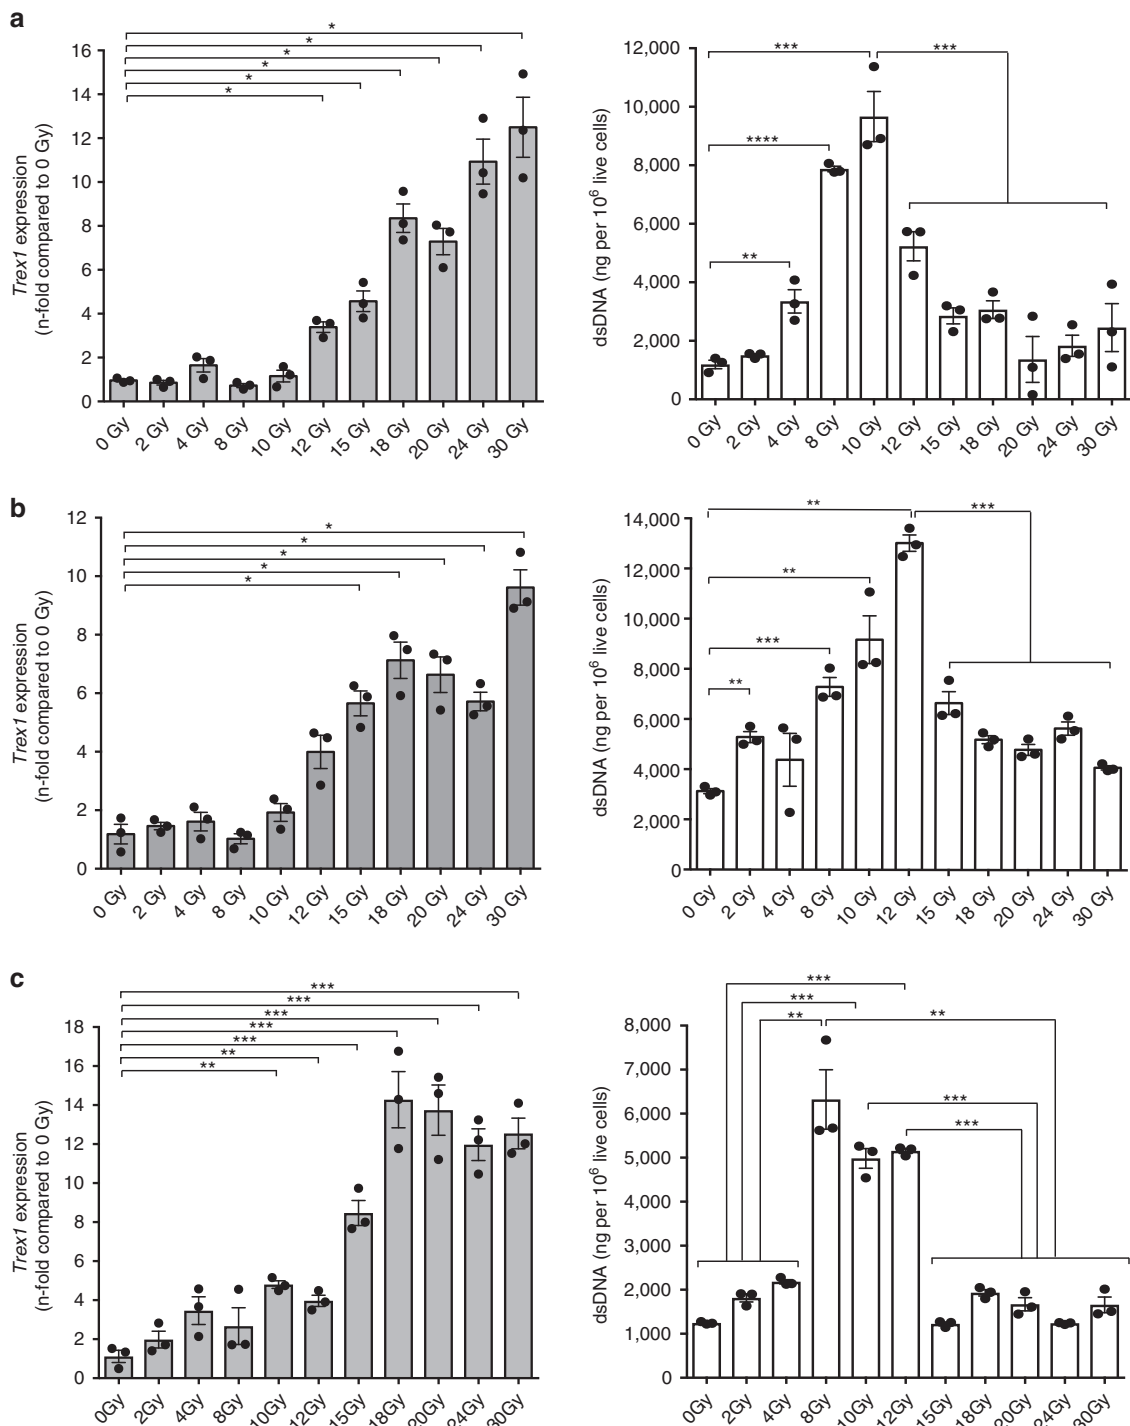 a
*
*
*
*
*
*
Trex1 expression
(n-fold compared to 0 Gy)
16
14
12
10
8
6
4
2
0
0 Gy
2 Gy
4 Gy
8 Gy
10 Gy
12 Gy
15 Gy
18 Gy
20 Gy
24 Gy
30 Gy
dsDNA (ng per 10⁶ live cells)
12,000
10,000
8,000
6,000
4,000
2,000
0
***
***
****
**
0 Gy
2 Gy
4 Gy
8 Gy
10 Gy
12 Gy
15 Gy
18 Gy
20 Gy
24 Gy
30 Gy
b
*
*
*
*
*
Trex1 expression
(n-fold compared to 0 Gy)
12
10
8
6
4
2
0
0 Gy
2 Gy
4 Gy
8 Gy
10 Gy
12 Gy
15 Gy
18 Gy
20 Gy
24 Gy
30 Gy
dsDNA (ng per 10⁶ live cells)
14,000
12,000
10,000
8,000
6,000
4,000
2,000
0
**
***
**
***
**
0 Gy
2 Gy
4 Gy
8 Gy
10 Gy
12 Gy
15 Gy
18 Gy
20 Gy
24 Gy
30 Gy
c
***
***
***
***
***
**
**
Trex1 expression
(n-fold compared to 0 Gy)
18
16
14
12
10
8
6
4
2
0
0Gy
2Gy
4Gy
8Gy
10Gy
12Gy
15Gy
18Gy
20Gy
24Gy
30Gy
dsDNA (ng per 10⁶ live cells)
8,000
7,000
6,000
5,000
4,000
3,000
2,000
1,000
0
***
***
**
**
***
***
0Gy
2Gy
4Gy
8Gy
10Gy
12Gy
15Gy
18Gy
20Gy
24Gy
30Gy